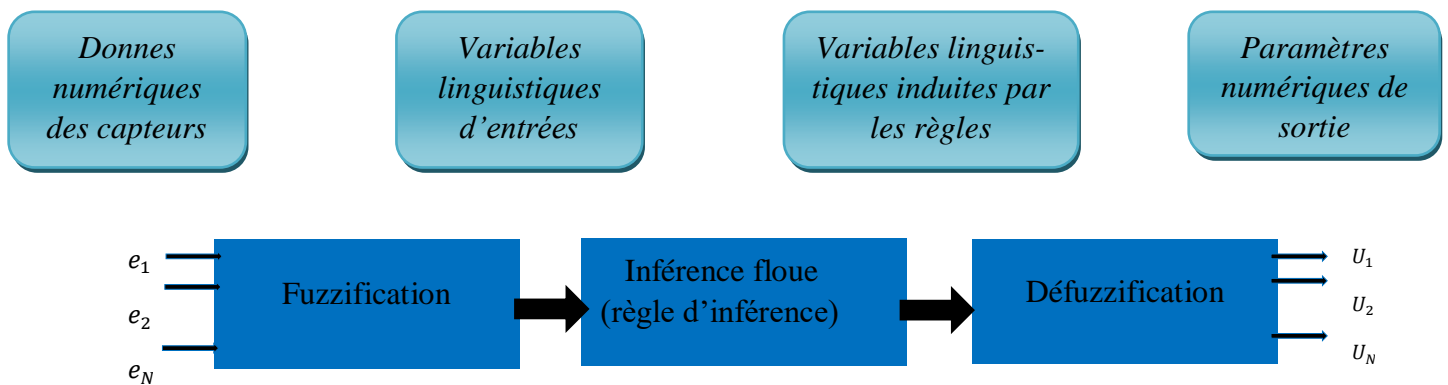 Donnes
numériques
des capteurs
Variables
linguistiques
d’entrées
Variables linguis-
tiques induites par
les règles
Paramètres
numériques de
sortie
e1
e2
eN
Fuzzification
Inférence floue
(règle d’inférence)
Défuzzification
U1
U2
UN